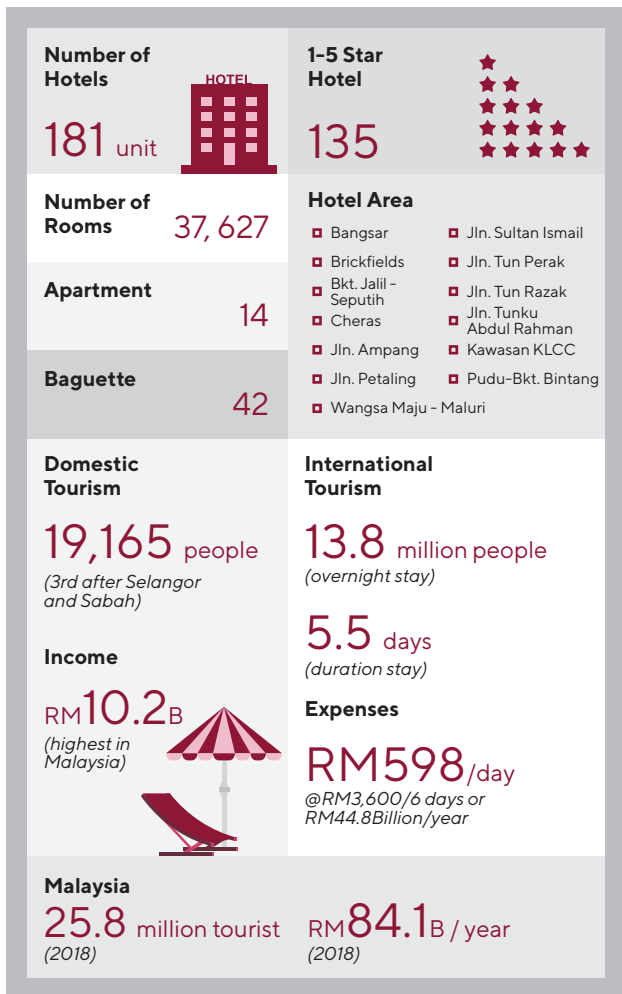 Number of
Hotels
HOTEL
181 unit
1-5 Star
Hotel
135
Number of
Rooms
37, 627
Apartment
14
Baguette
42
Hotel Area
Bangsar
Brickfields
Bkt. Jalil -
Seputih
Cheras
Jln. Ampang
Jln. Petaling
Wangsa Maju - Maluri
Jln. Sultan Ismail
Jln. Tun Perak
Jln. Tun Razak
Jln. Tunku
Abdul Rahman
Kawasan KLCC
Pudu-Bkt. Bintang
Domestic
Tourism
19,165 people
(3rd after Selangor
and Sabah)
Income
RM10.2B
(highest in
Malaysia)
International
Tourism
13.8 million people
(overnight stay)
5.5 days
(duration stay)
Expenses
RM598/day
@RM3,600/6 days or
RM44.8Billion/year
Malaysia
25.8 million tourist
(2018)
RM84.1B / year
(2018)